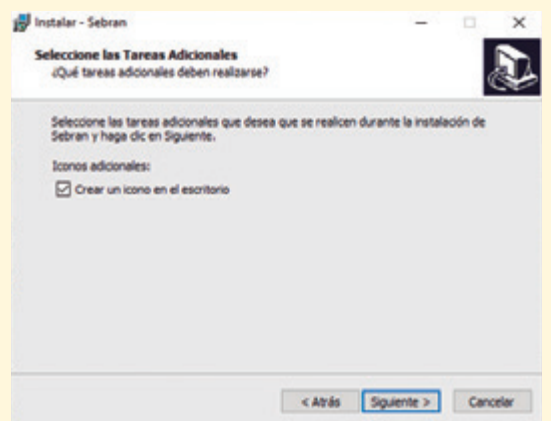 Instalar - Sebran
Seleccione las Tareas Adicionales
¿Qué tareas adicionales deben realizarse?
Seleccione las tareas adicionales que desea que se realicen durante la instalación de
Sebran y haga clic en Siguiente.
Iconos adicionales:
Crear un icono en el escritorio
< Atrás Siguiente > Cancelar